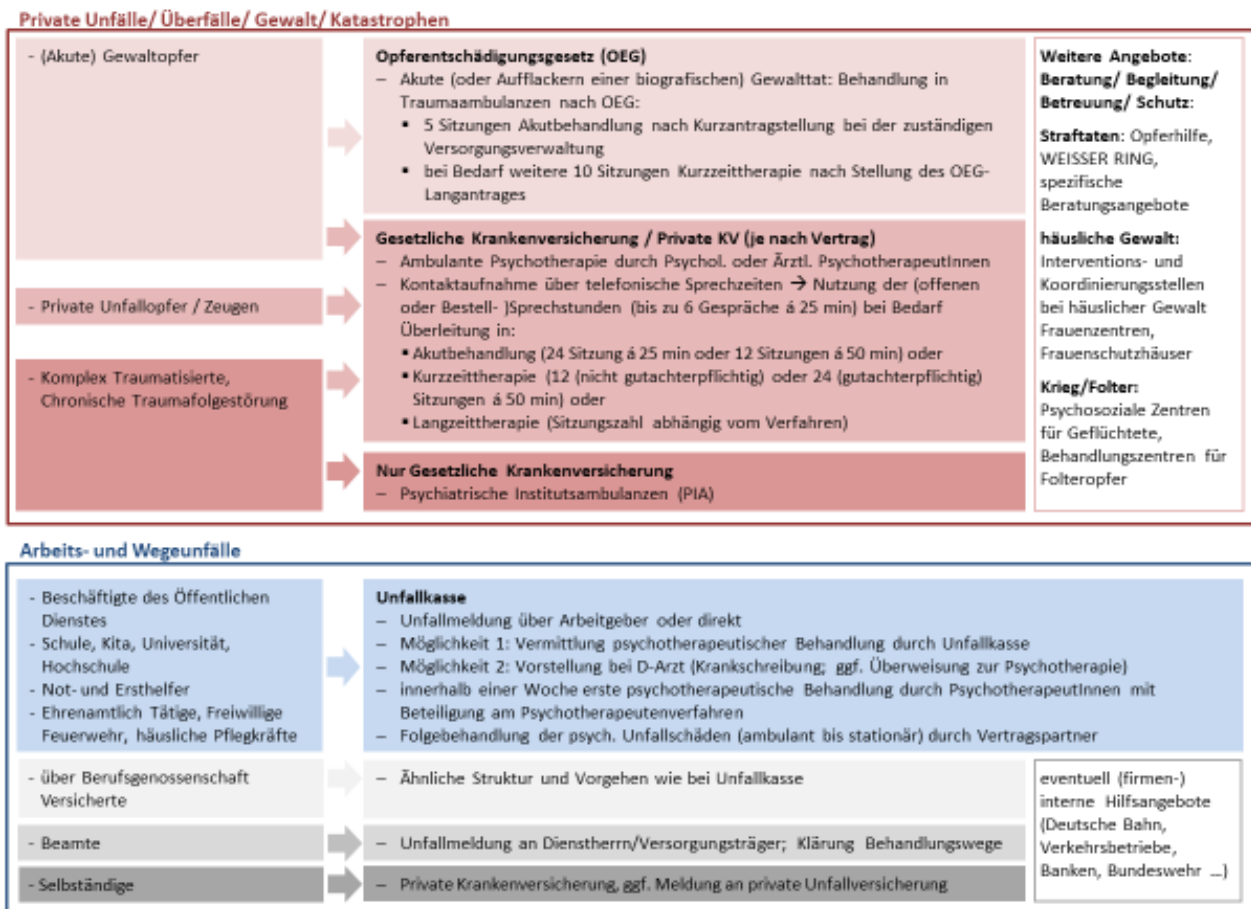 Private Unfälle/ Überfälle/ Gewalt/ Katastrophen
- (Akute) Gewaltopfer
Opferentschädigungsgesetz (OEG)
– Akute (oder Aufflackern einer biografischen) Gewalttat: Behandlung in
Traumaambulanzen nach OEG:
▪ 5 Sitzungen Akutbehandlung nach Kurzantragstellung bei der zuständigen
Versorgungsverwaltung
▪ bei Bedarf weitere 10 Sitzungen Kurzzeittherapie nach Stellung des OEG-
Langantrages
- Private Unfallopfer / Zeugen
- Komplex Traumatisierte,
Chronische Traumafolgestörung
Gesetzliche Krankenversicherung / Private KV (je nach Vertrag)
– Ambulante Psychotherapie durch Psychol. oder Ärztl. PsychotherapeutInnen
– Kontaktaufnahme über telefonische Sprechzeiten → Nutzung der (offenen
oder Bestell- )Sprechstunden (bis zu 6 Gespräche á 25 min) bei Bedarf
Überleitung in:
▪ Akutbehandlung (24 Sitzung á 25 min oder 12 Sitzungen á 50 min) oder
▪ Kurzzeittherapie (12 (nicht gutachterpflichtig) oder 24 (gutachterpflichtig)
Sitzungen á 50 min) oder
▪ Langzeittherapie (Sitzungszahl abhängig vom Verfahren)
Nur Gesetzliche Krankenversicherung
– Psychiatrische Institutsambulanzen (PIA)
Weitere Angebote:
Beratung/ Begleitung/
Betreuung/ Schutz:
Straftaten: Opferhilfe,
WEISSER RING,
spezifische
Beratungsangebote
häusliche Gewalt:
Interventions- und
Koordinierungsstellen
bei häuslicher Gewalt
Frauenzentren,
Frauenschutzhäuser
Krieg/Folter:
Psychosoziale Zentren
für Geflüchtete,
Behandlungszentren für
Folteropfer
Arbeits- und Wegeunfälle
- Beschäftigte des Öffentlichen
Dienstes
- Schule, Kita, Universität,
Hochschule
- Not- und Ersthelfer
- Ehrenamtlich Tätige, Freiwillige
Feuerwehr, häusliche Pflegkräfte
Unfallkasse
– Unfallmeldung über Arbeitgeber oder direkt
– Möglichkeit 1: Vermittlung psychotherapeutischer Behandlung durch Unfallkasse
– Möglichkeit 2: Vorstellung bei D-Arzt (Krankschreibung; ggf. Überweisung zur Psychotherapie)
– innerhalb einer Woche erste psychotherapeutische Behandlung durch PsychotherapeutInnen mit
Beteiligung am Psychotherapeutenverfahren
– Folgebehandlung der psych. Unfallschäden (ambulant bis stationär) durch Vertragspartner
- über Berufsgenossenschaft
Versicherte
– Ähnliche Struktur und Vorgehen wie bei Unfallkasse
- Beamte
– Unfallmeldung an Dienstherrn/Versorgungsträger; Klärung Behandlungswege
- Selbständige
– Private Krankenversicherung, ggf. Meldung an private Unfallversicherung
eventuell (firmen-)
interne Hilfsangebote
(Deutsche Bahn,
Verkehrsbetriebe,
Banken, Bundeswehr …)